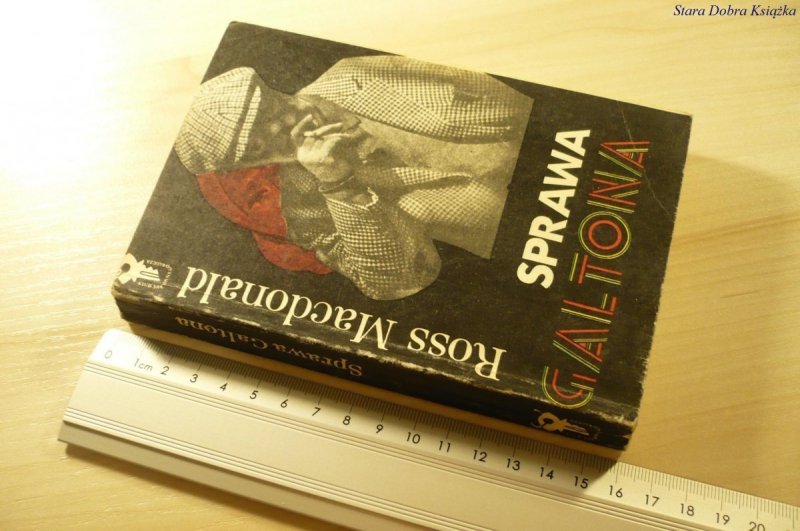 Stara Dobra Książka
Ross Macdonald
SPRAWA
GALTONA
Sprawa Galtona
0 1cm 2 3 4 5 6 7 8 9 10 11 12 13 14 15 16 17 18 19 20